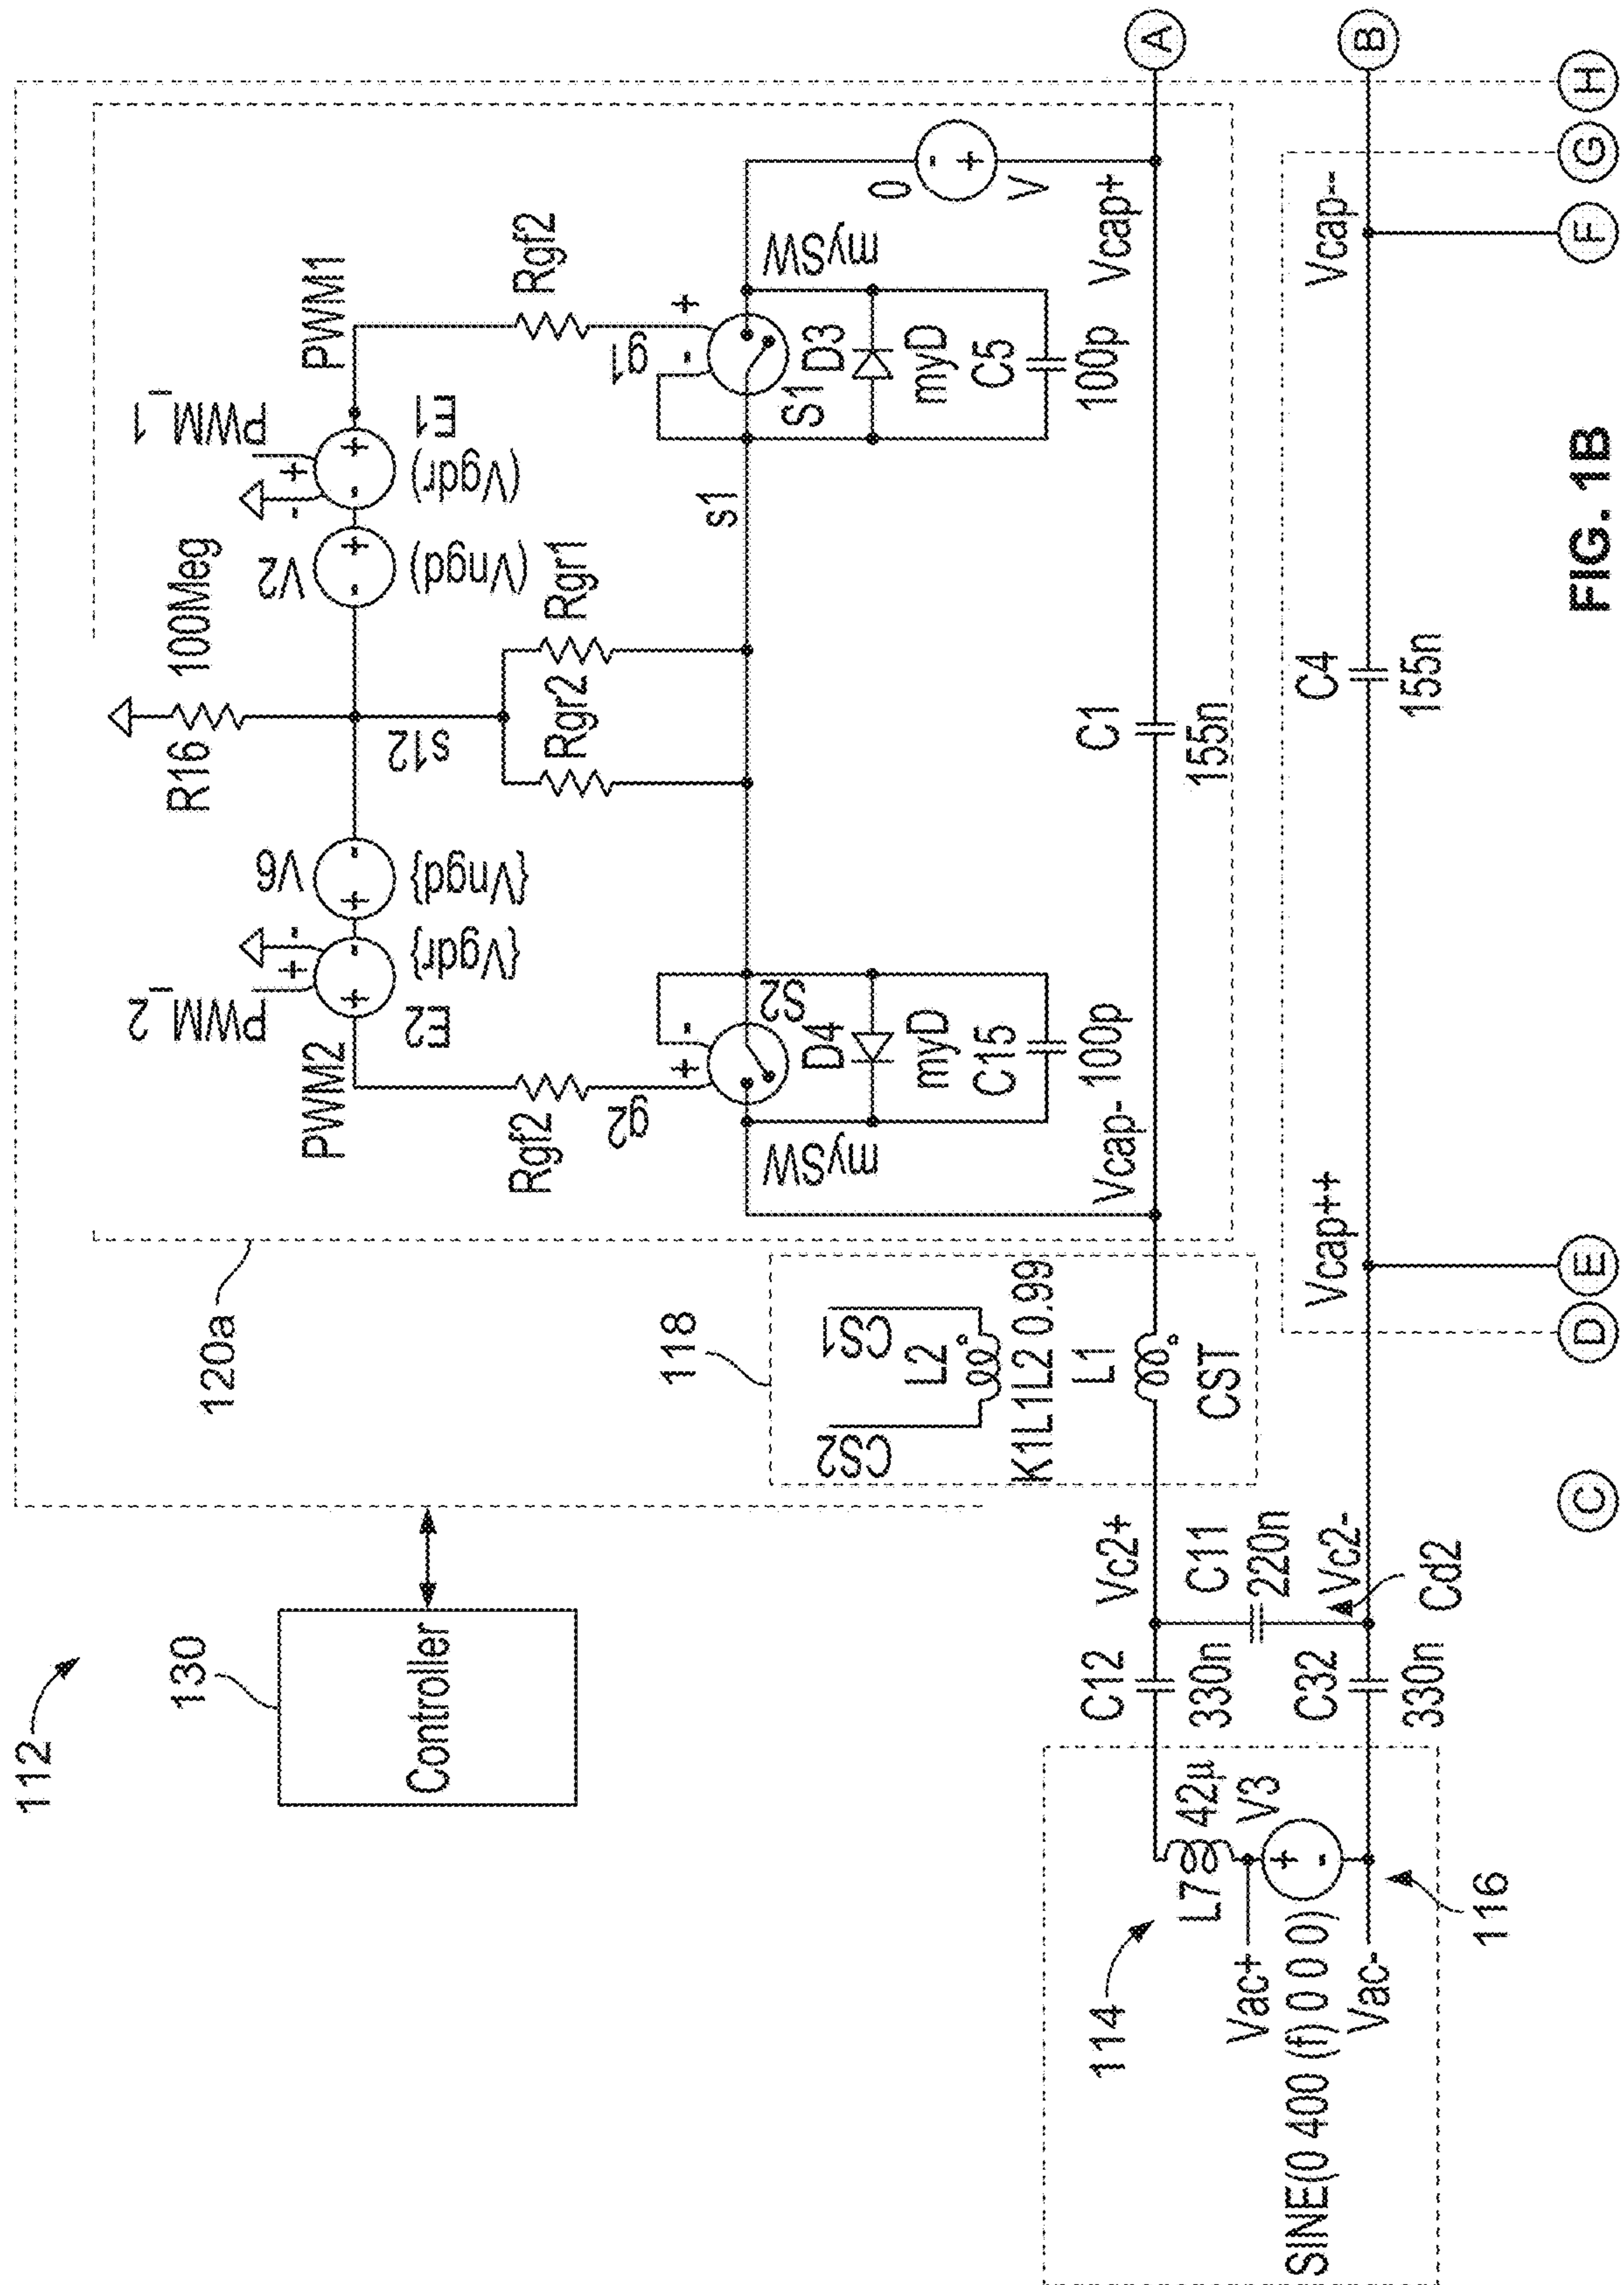 112
130
Controller
120a
118
CS2
CS1
L2
K1L1L2 0.99
L1
CST
R16
100Meg
PWM_2
V6
V2
PWM_1
+
-
-
+
+
-
+
-
-
+
-
+
PWM2
E2
{Vgdr}
{Vngd}
s12
(Vngd)
(Vgdr)
E1
PWM1
Rgf2
g2
Rgr2
Rgr1
Rgf2
g1
+
-
-
+
mySW
S2
s1
S1
mySW
D4
myD
C15
100p
D3
myD
C5
100p
0
-
+
V
Vcap-
C1
155n
Vcap+
A
114
L7
42µ
V3
+
-
Vac+
SINE(0 400 (f) 0 0 0)
Vac-
116
C12
330n
Vc2+
C11
220n
Vc2-
Cd2
C32
330n
Vcap++
C4
155n
Vcap--
B
C
D
E
F
G
H
FIG. 1B